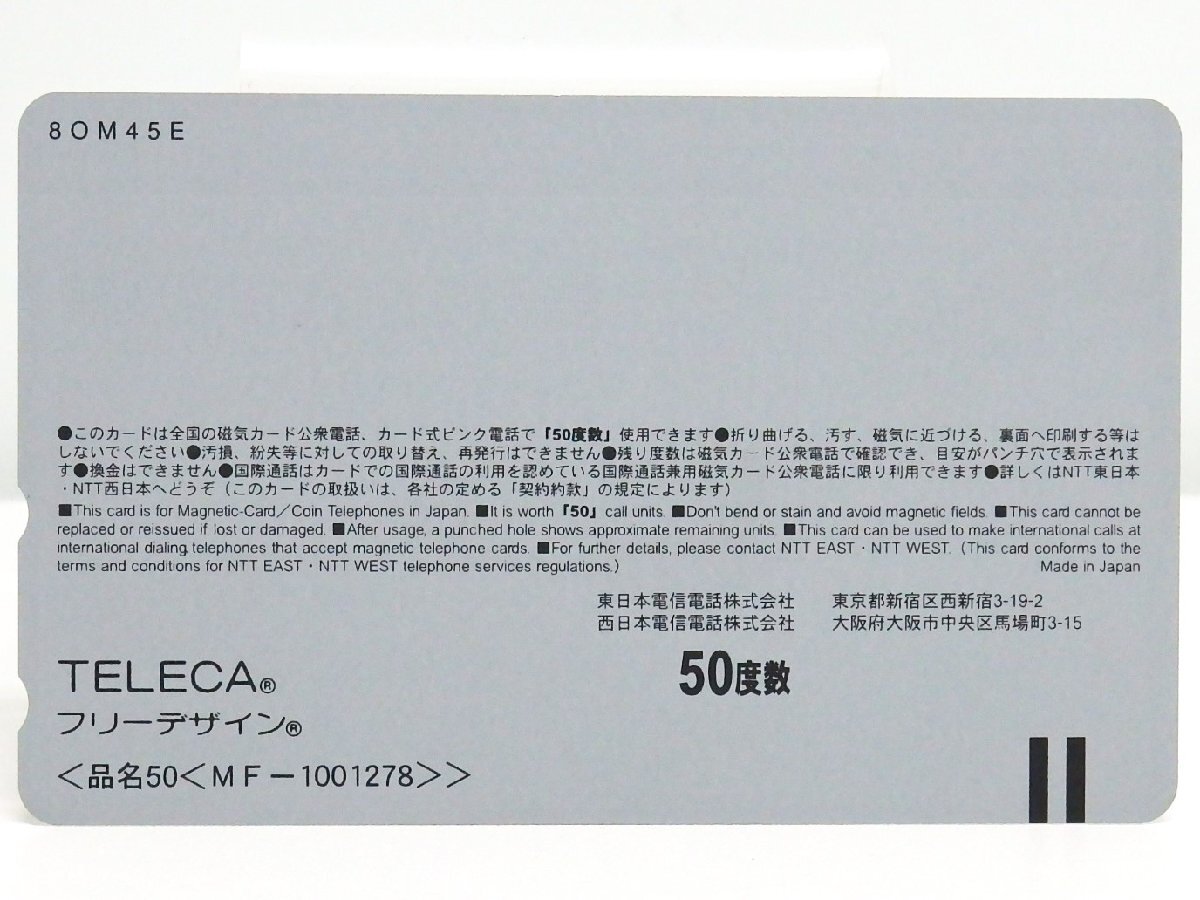 80M45E
●このカードは全国の磁気カード公衆電話、カード式ピンク電話で「50度数」使用できます●折り曲げる、汚す、磁気に近づける、裏面へ印刷する等は
しないでください●汚損、紛失等に対しての取り替え、再発行はできません●残り度数は磁気カード公衆電話で確認でき、目安がパンチ穴で表示されま
す●換金はできません●国際通話はカードでの国際通話の利用を認めている国際通話兼用磁気カード公衆電話に限り利用できます●詳しくはNTT東日本
・NTT西日本へどうぞ（このカードの取扱いは、各社の定める「契約約款」の規定によります）
■This card is for Magnetic-Card／Coin Telephones in Japan. ■It is worth「50」call units. ■Don't bend or stain and avoid magnetic fields. ■This card cannot be
replaced or reissued if lost or damaged. ■After usage, a punched hole shows approximate remaining units. ■This card can be used to make international calls at
international dialing telephones that accept magnetic telephone cards. ■For further details, please contact NTT EAST・NTT WEST. (This card conforms to the
terms and conditions for NTT EAST・NTT WEST telephone services regulations.) Made in Japan
東日本電信電話株式会社 東京都新宿区西新宿3-19-2
西日本電信電話株式会社 大阪府大阪市中央区馬場町3-15
50度数
TELECA®
フリーデザイン®
＜品名50＜MF－1001278＞＞